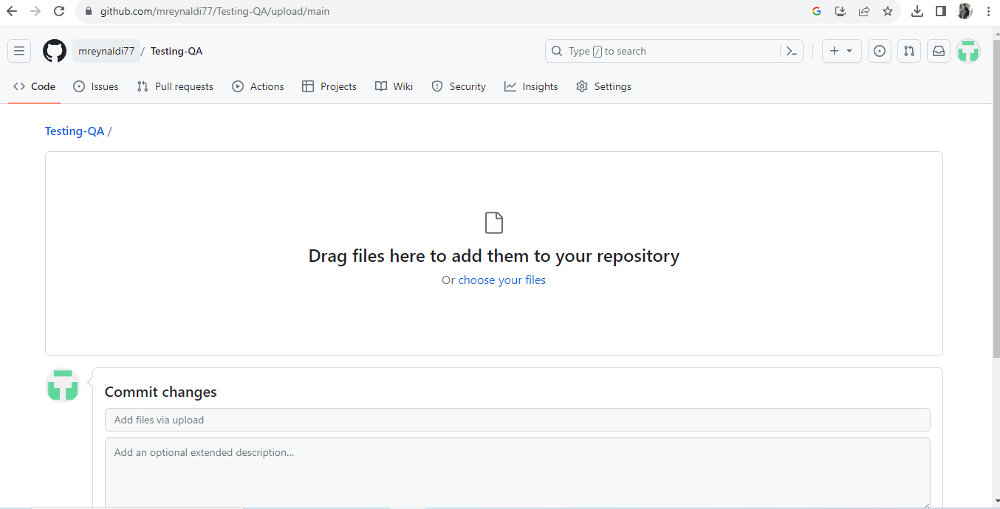 github.com/mreynaldi77/Testing-QA/upload/main
mreynaldi77 / Testing-QA
Type / to search
Code Issues Pull requests Actions Projects Wiki Security Insights Settings
Testing-QA /
Drag files here to add them to your repository
Or choose your files
Commit changes
Add files via upload
Add an optional extended description...